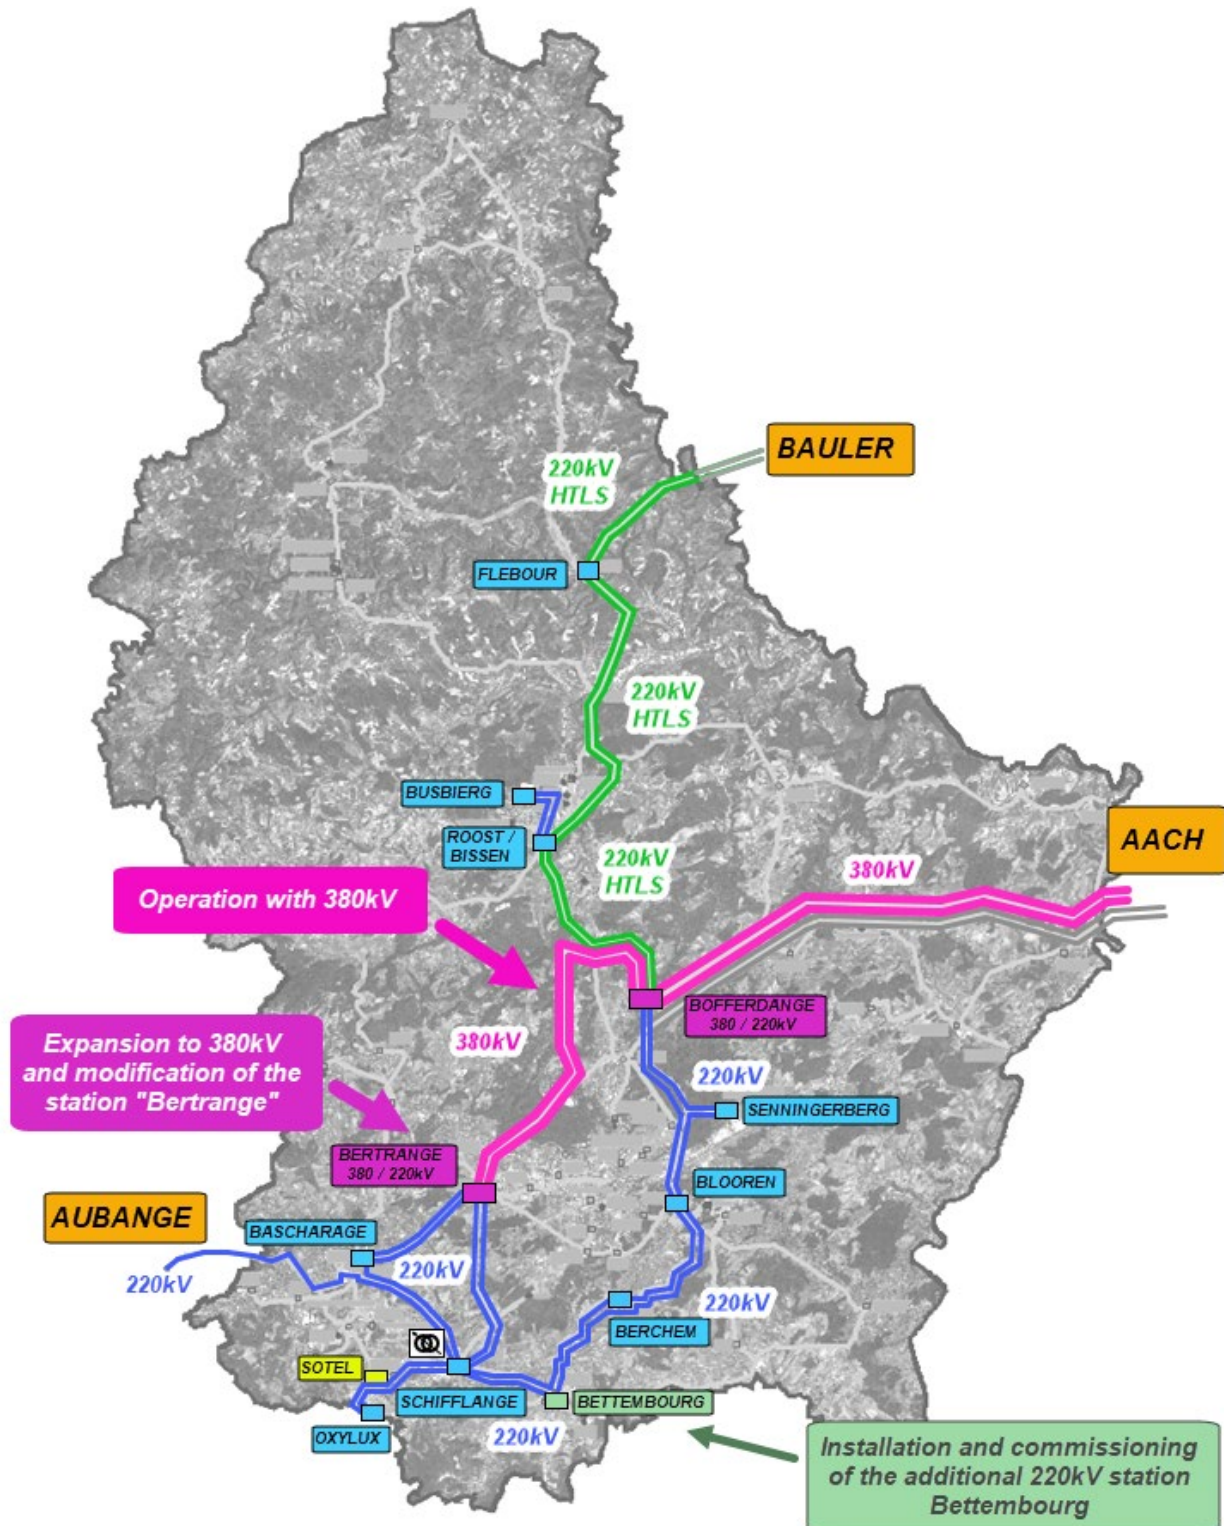 BAULER
220kV
HTLS
FLEBOUR
220kV
HTLS
BUSBIERG
ROOST /
BISSEN
AACH
220kV
HTLS
380kV
Operation with 380kV
BOFFERDANGE
380 / 220kV
380kV
Expansion to 380kV
and modification of the
station "Bertrange"
220kV
SENNINGERBERG
BERTRANGE
380 / 220kV
BLOOREN
AUBANGE
BASCHARAGE
220kV
220kV
220kV
BERCHEM
SOTEL
SCHIFFLANGE
BETTEMBOURG
OXYLUX
220kV
Installation and commissioning
of the additional 220kV station
Bettembourg